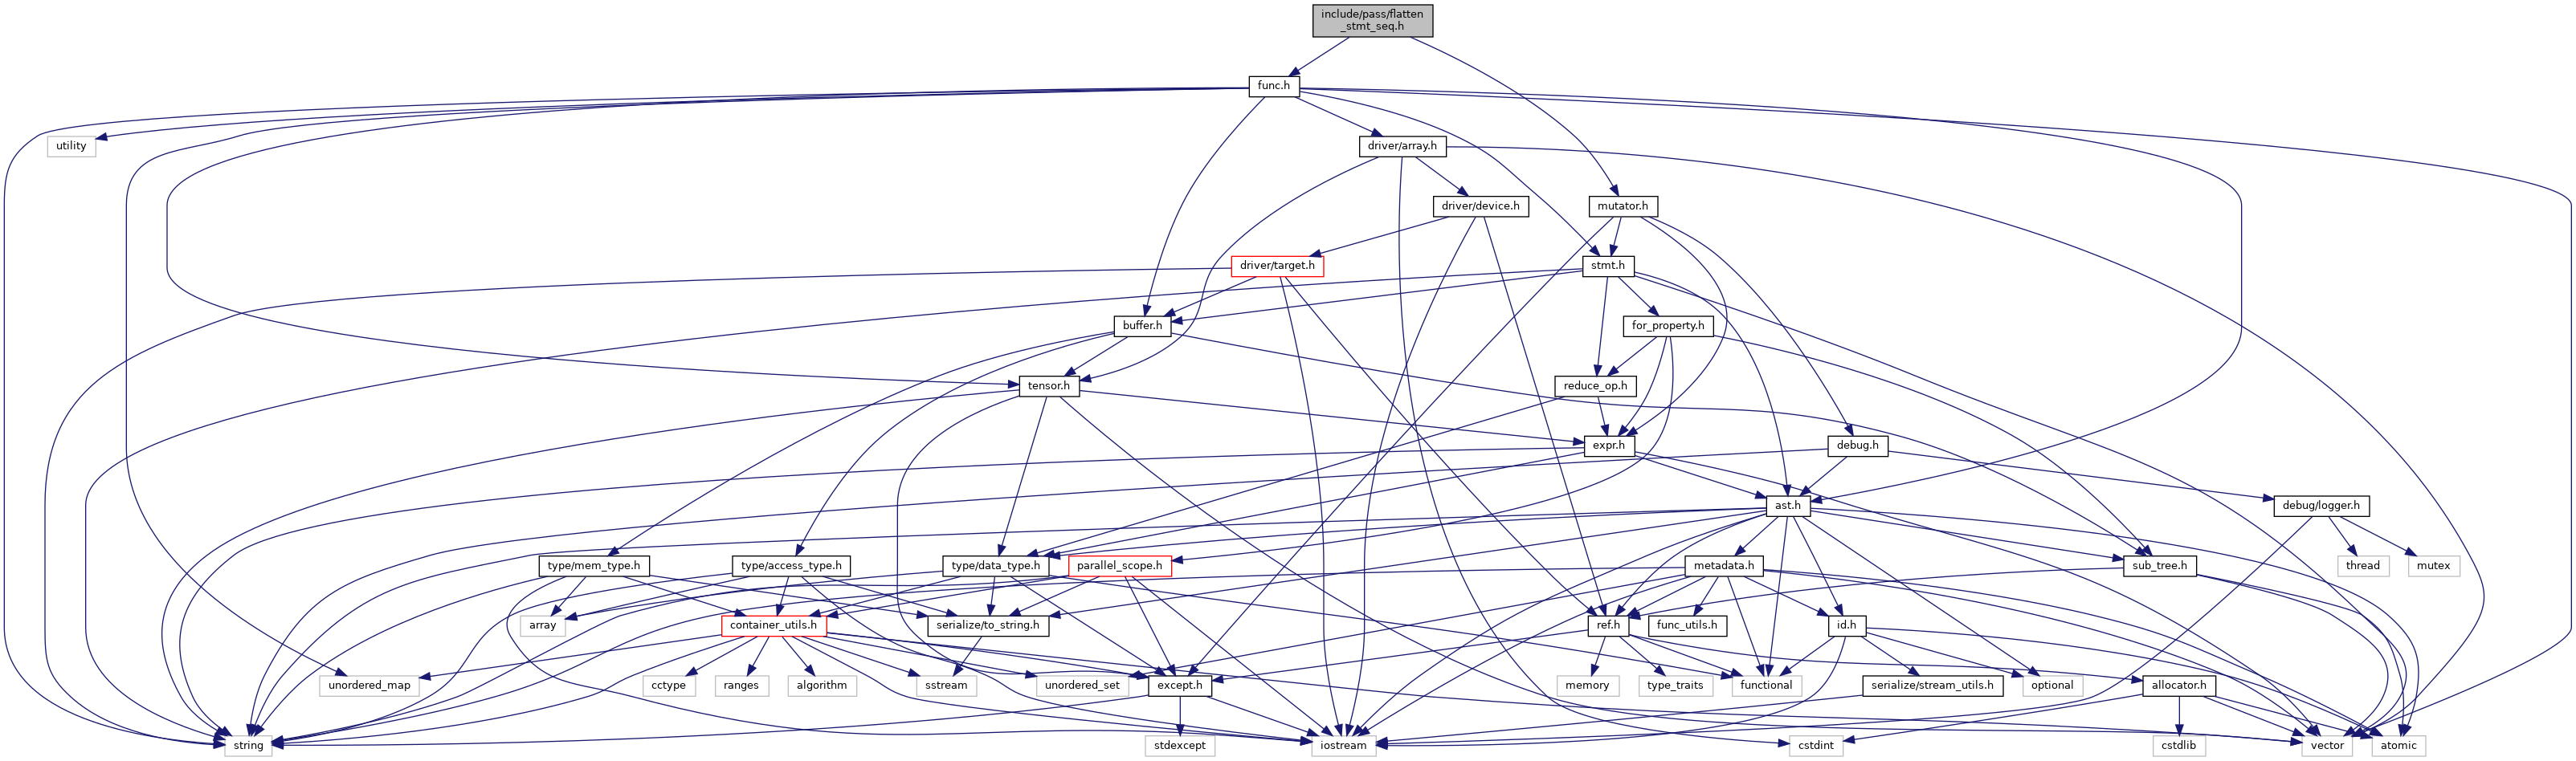 include/pass/flatten
_stmt_seq.h
func.h
utility
driver/array.h
driver/device.h
mutator.h
driver/target.h
stmt.h
buffer.h
for_property.h
tensor.h
reduce_op.h
expr.h
debug.h
ast.h
debug/logger.h
type/mem_type.h
type/access_type.h
type/data_type.h
parallel_scope.h
metadata.h
sub_tree.h
thread
mutex
array
container_utils.h
serialize/to_string.h
ref.h
func_utils.h
id.h
unordered_map
cctype
ranges
algorithm
sstream
unordered_set
except.h
memory
type_traits
functional
serialize/stream_utils.h
optional
allocator.h
string
stdexcept
iostream
cstdint
cstdlib
vector
atomic